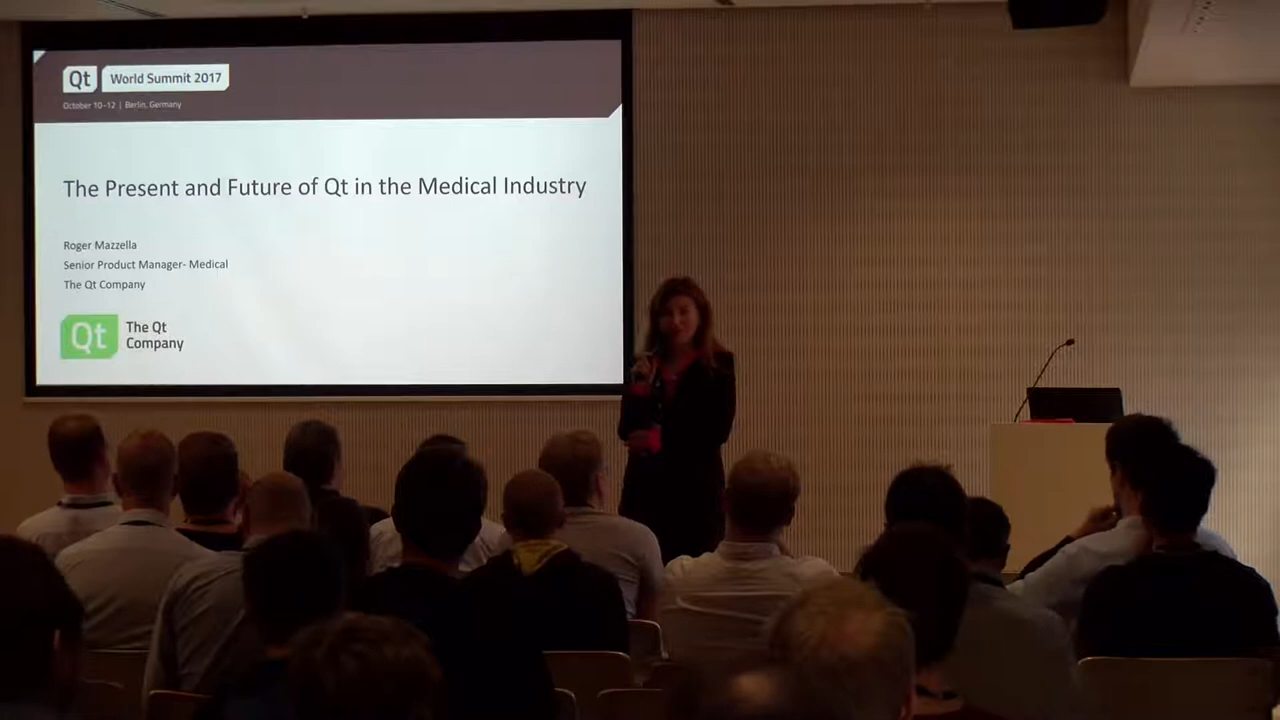 Qt World Summit 2017
October 10-12 | Berlin, Germany
The Present and Future of Qt in the Medical Industry
Roger Mazzella
Senior Product Manager- Medical
The Qt Company
Qt The Qt
Company